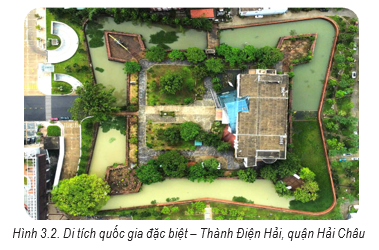 Hình 3.2. Di tích quốc gia đặc biệt – Thành Điện Hải, quận Hải Châu